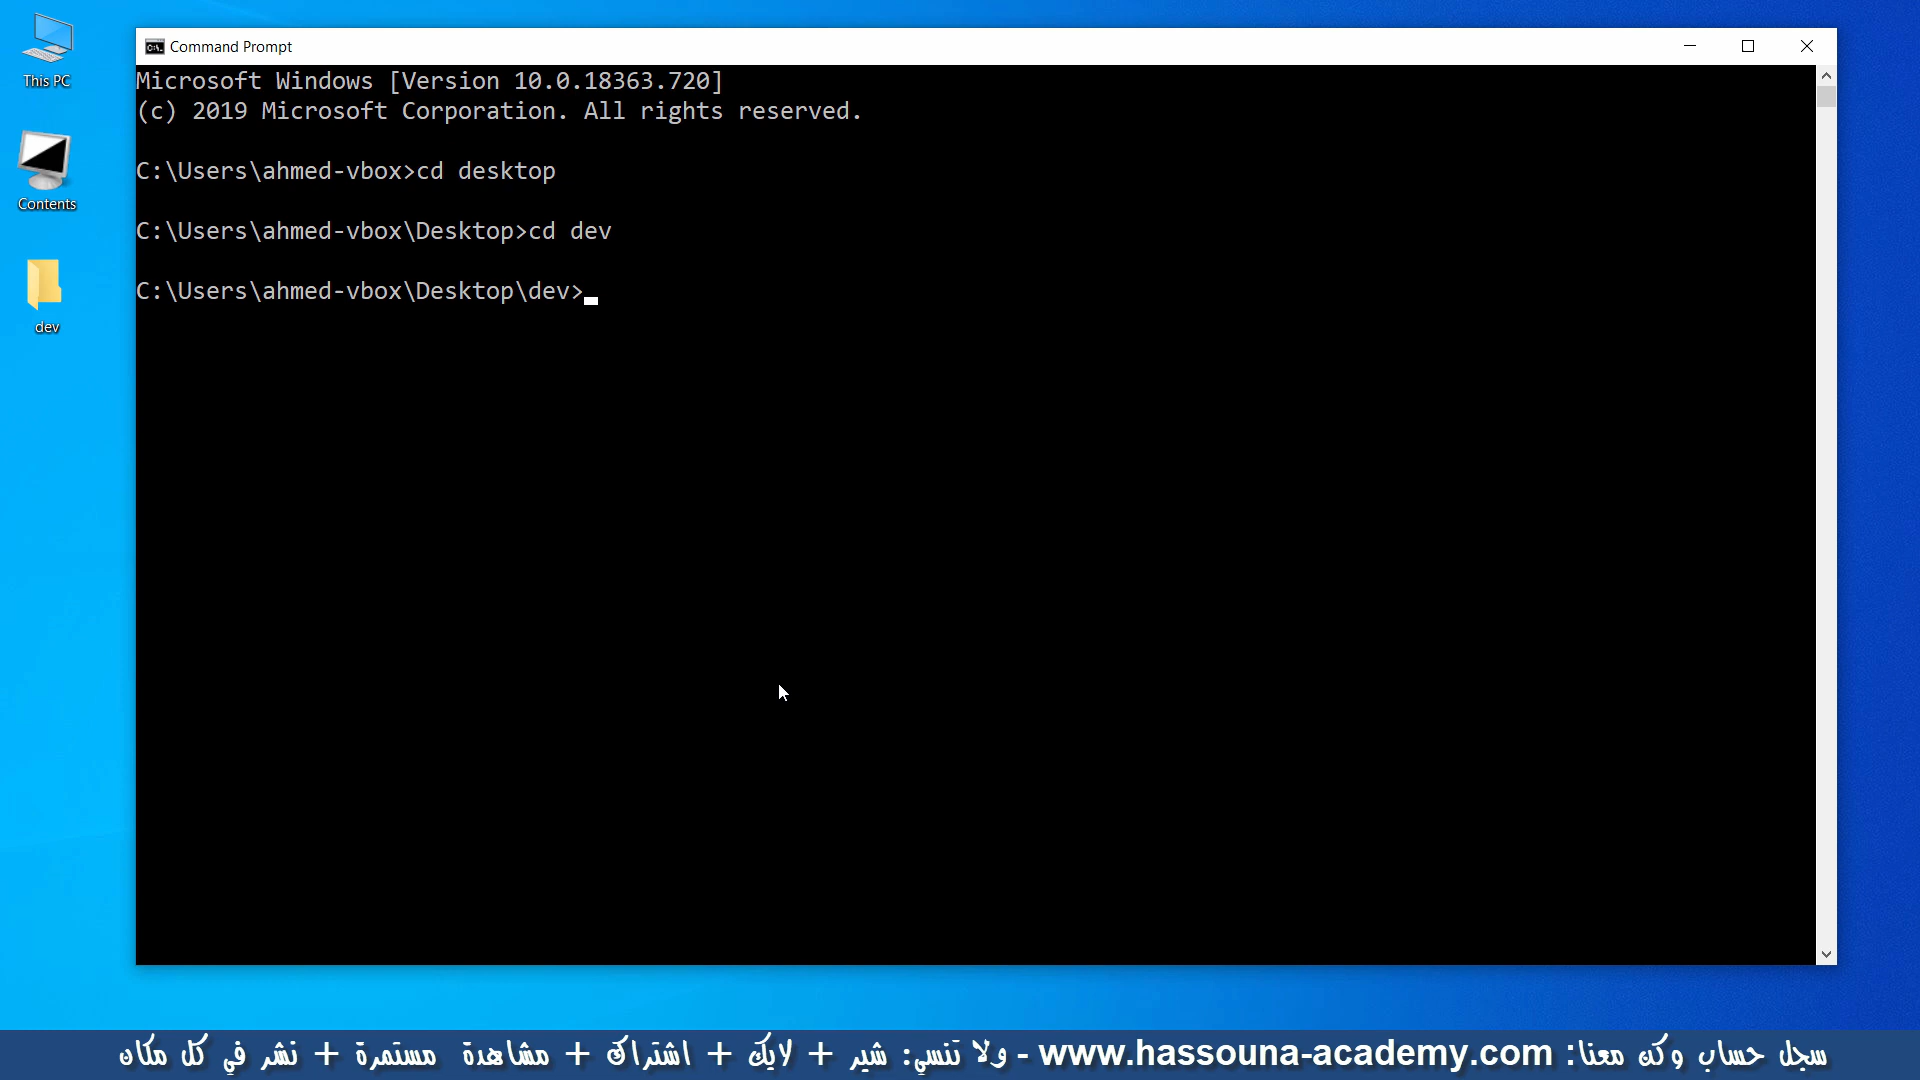 This PC
Contents
dev
Command Prompt
Microsoft Windows [Version 10.0.18363.720]
(c) 2019 Microsoft Corporation. All rights reserved.
C:\Users\ahmed-vbox>cd desktop
C:\Users\ahmed-vbox\Desktop>cd dev
C:\Users\ahmed-vbox\Desktop\dev>
سجل حساب وكن معنا: www.hassouna-academy.com - ولا تنسي: شير + لايك + اشتراك + مشاهدة مستمرة + نشر في كل مكان